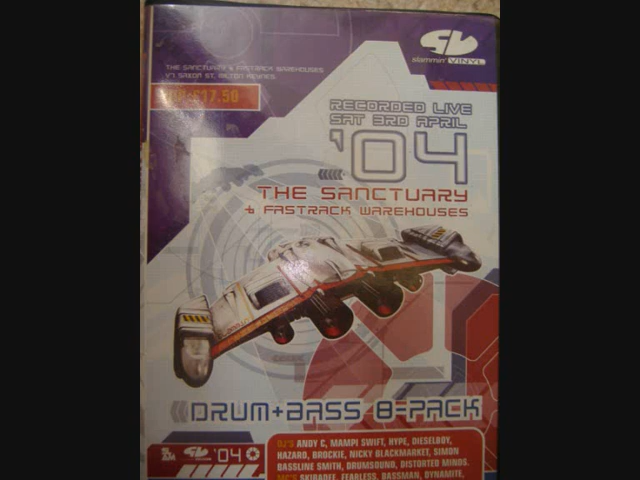 THE SANCTUARY & FASTRACK WAREHOUSES
V7 SAXON ST. MILTON KEYNES
£17.50
slammin' VINYL
RECORDED LIVE
SAT 3RD APRIL
'04
THE SANCTUARY
+ FASTRACK WAREHOUSES
DRUM+BASS 8-PACK
'04
DJ'S ANDY C, MAMPI SWIFT, HYPE, DIESELBOY,
HAZARD, BROCKIE, NICKY BLACKMARKET, SIMON
BASSLINE SMITH, DRUMSOUND, DISTORTED MINDS.
MC'S SKIBADEE, FEARLESS, BASSMAN, DYNAMITE,